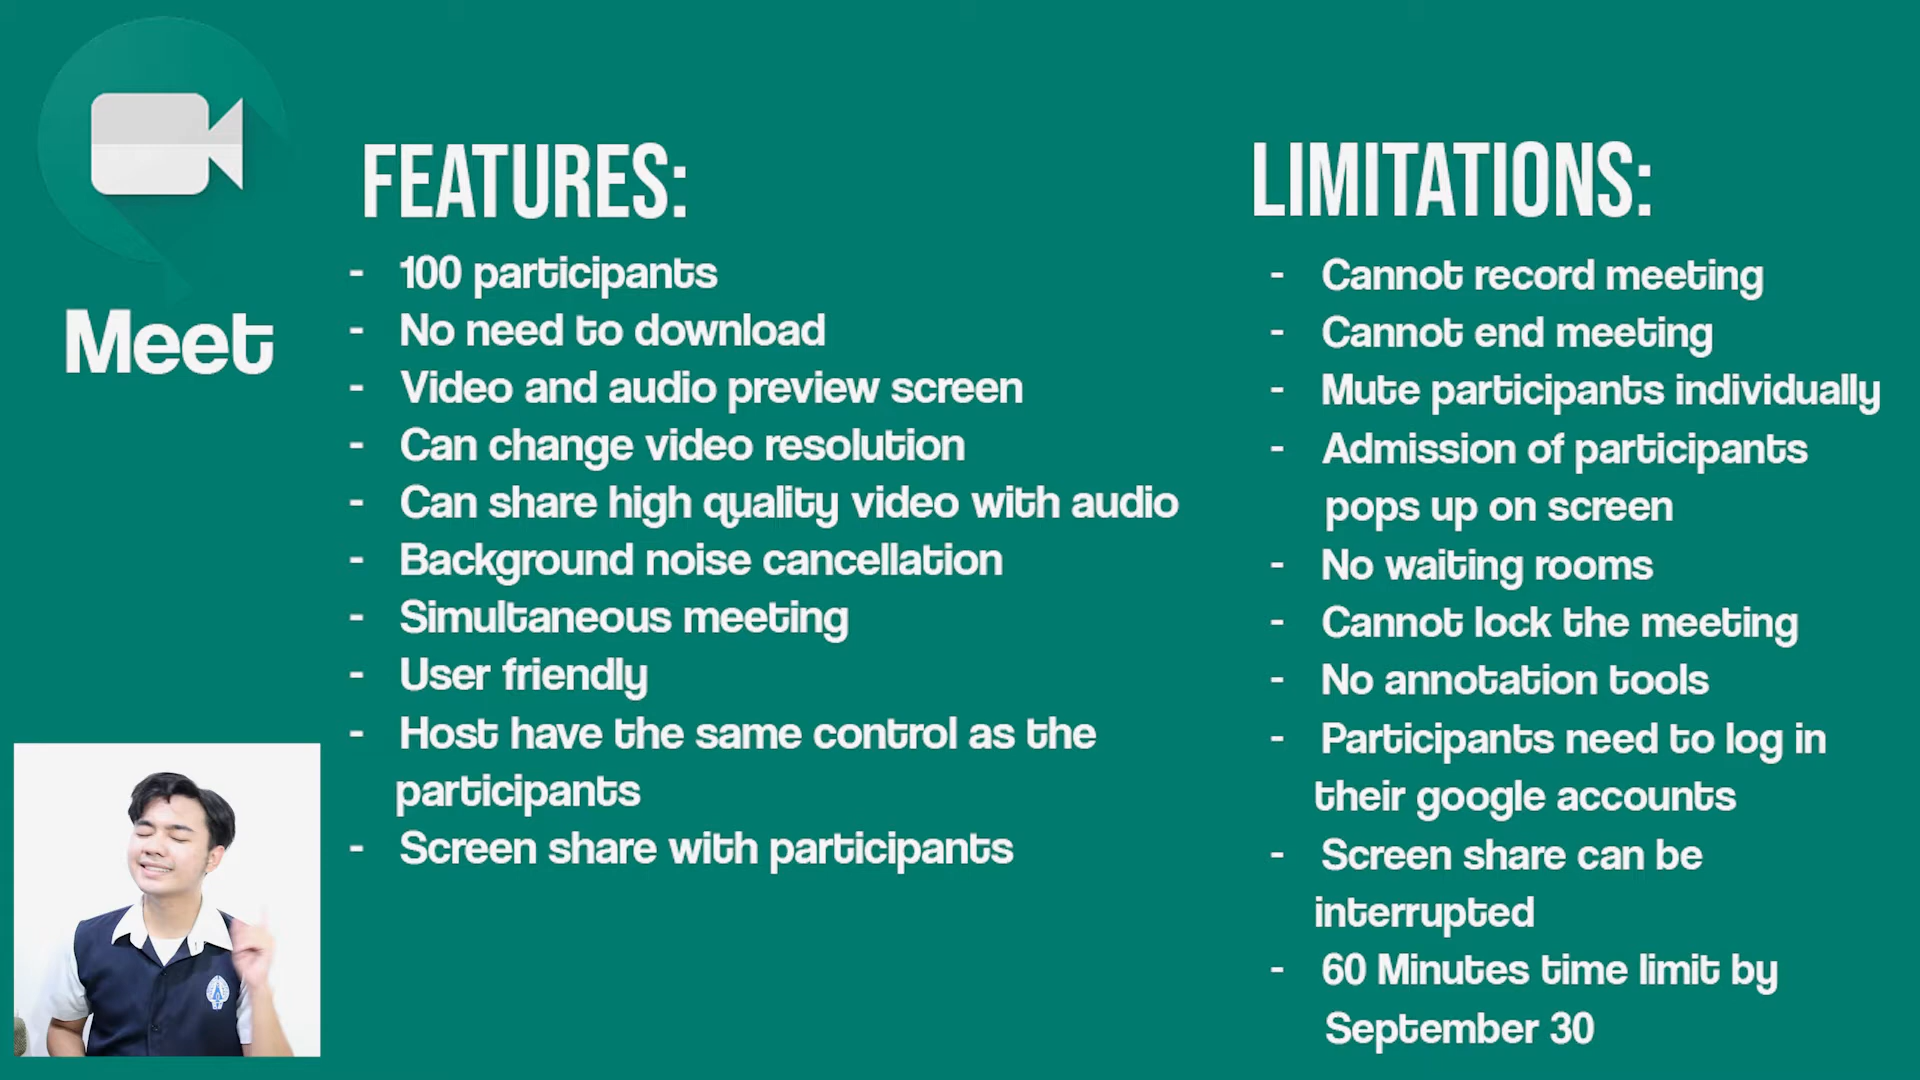 Meet
FEATURES:
- 100 participants
- No need to download
- Video and audio preview screen
- Can change video resolution
- Can share high quality video with audio
- Background noise cancellation
- Simultaneous meeting
- User friendly
- Host have the same control as the
participants
- Screen share with participants
LIMITATIONS:
- Cannot record meeting
- Cannot end meeting
- Mute participants individually
- Admission of participants
pops up on screen
- No waiting rooms
- Cannot lock the meeting
- No annotation tools
- Participants need to log in
their google accounts
- Screen share can be
interrupted
- 60 Minutes time limit by
September 30